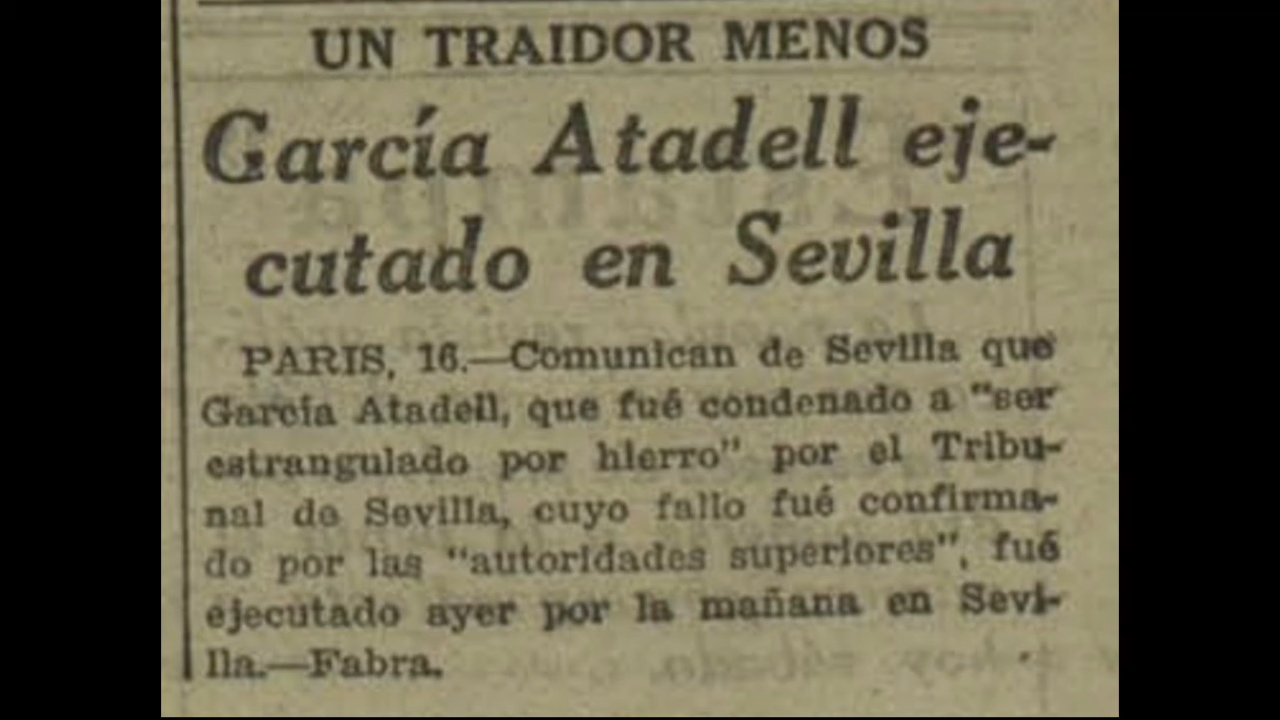 UN TRAIDOR MENOS
García Atadell eje-
cutado en Sevilla
PARIS, 16.—Comunican de Sevilla que
García Atadell, que fué condenado a "ser
estrangulado por hierro" por el Tribu-
nal de Sevilla, cuyo fallo fué confirma-
do por las "autoridades superiores", fué
ejecutado ayer por la mañana en Sevi-
lla.—Fabra.